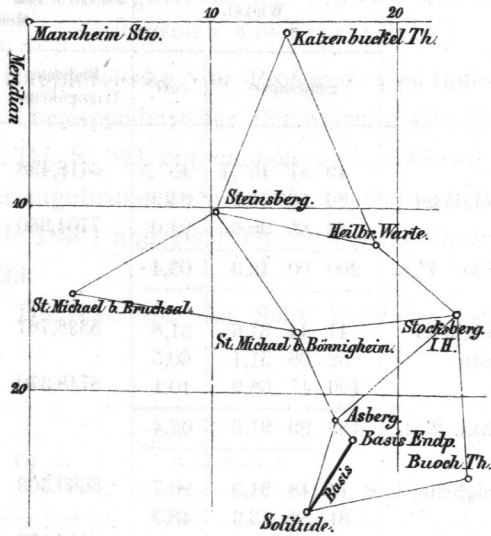 10 20
Mannheim Stw.
Katzenbuckel Th.
Meridian
10
Steinsberg.
Heilbr. Warte.
St. Michael b. Bruchsal.
Stocksberg
I.H.
St. Michael b. Bönnigheim.
20
Asberg.
Basis Endp.
Buoch Th.
Basis
Solitude.